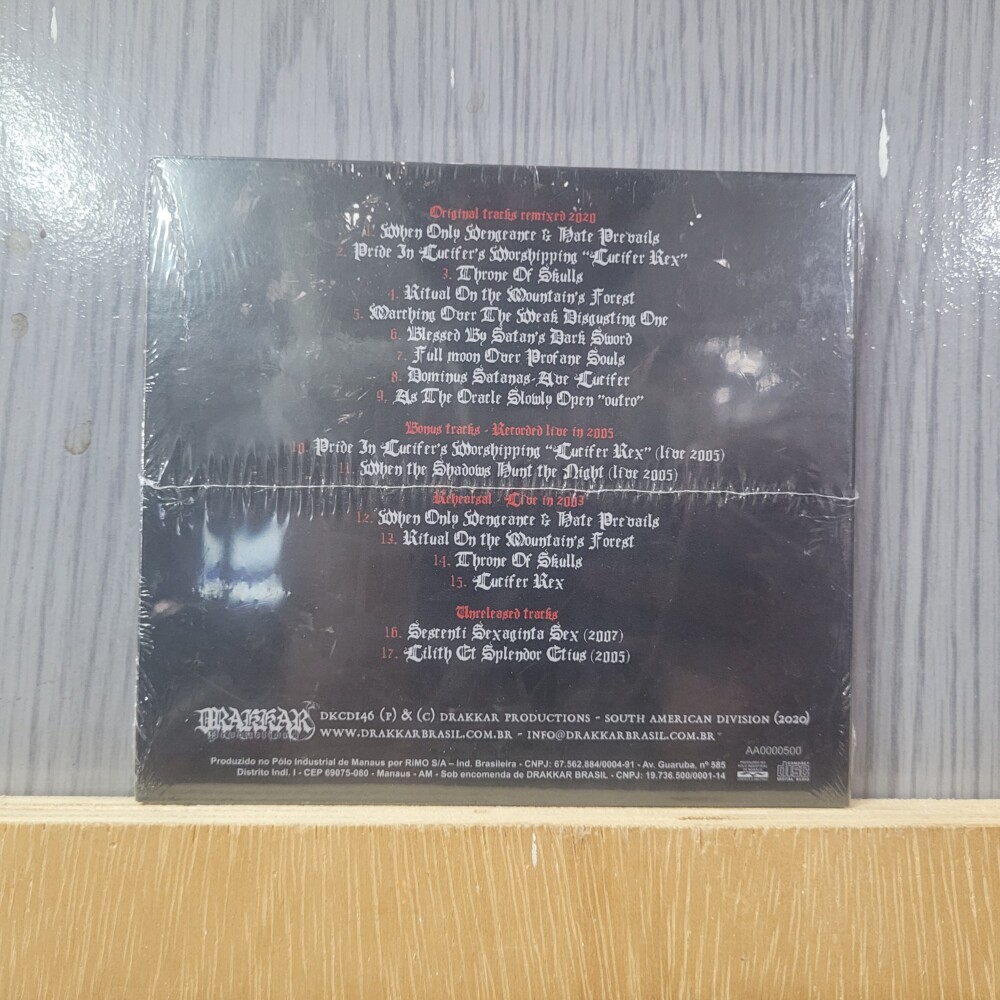 Original tracks remixed 2020
1. When Only Vengeance & Hate Prevails
2. Pride In Lucifer's Worshipping "Lucifer Rex"
3. Throne Of Skulls
4. Ritual On the Mountain's Forest
5. Marching Over The Weak Disgusting One
6. Blessed By Satan's Dark Sword
7. Full moon Over Profane Souls
8. Dominus Satanas-Ave Lucifer
9. As The Oracle Slowly Open "outro"
Bonus tracks - Recorded live in 2005
10. Pride In Lucifer's Worshipping "Lucifer Rex" (live 2005)
11. When the Shadows Hunt the Night (live 2005)
Rehearsal - Live in 2003
12. When Only Vengeance & Hate Prevails
13. Ritual On the Mountain's Forest
14. Throne Of Skulls
15. Lucifer Rex
Unreleased tracks
16. Sescenti Sexaginta Sex (2007)
17. Lilith Et Splendor Etius (2005)
DRAKKAR PRODUCTIONS
DKCD146 (P) & (C) DRAKKAR PRODUCTIONS - SOUTH AMERICAN DIVISION (2020)
WWW.DRAKKARBRASIL.COM.BR - INFO@DRAKKARBRASIL.COM.BR
AA0000500
Produzido no Pólo Industrial de Manaus por RiMO S/A – Ind. Brasileira - CNPJ: 67.562.884/0004-91 - Av. Guaruba, nº 585
Distrito Indl. I - CEP 69075-080 - Manaus - AM - Sob encomenda de DRAKKAR BRASIL - CNPJ: 19.736.500/0001-14
COMPACT
disc
DIGITAL AUDIO